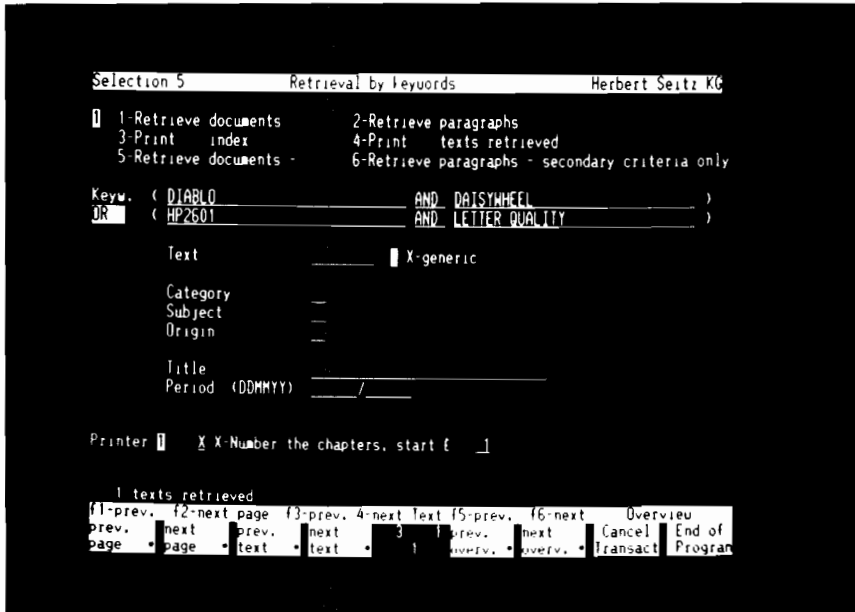 Selection 5 Retrieval by keywords Herbert Seitz KG
1 1-Retrieve documents 2-Retrieve paragraphs
3-Print index 4-Print texts retrieved
5-Retrieve documents - 6-Retrieve paragraphs - secondary criteria only
Keyw. ( DIABLO AND DAISYWHEEL )
OR ( HP2601 AND LETTER QUALITY )
Text X-generic
Category
Subject
Origin
Title
Period (DDMMYY) /
Printer 1 X X-Number the chapters, start £ 1
1 texts retrieved
f1-prev. f2-next page f3-prev. 4-next Text f5-prev. f6-next Overview
prev. next prev. next 3 1 prev. next Cancel End of
page • page • text • text • 1 overv. • overv. • Transact Program